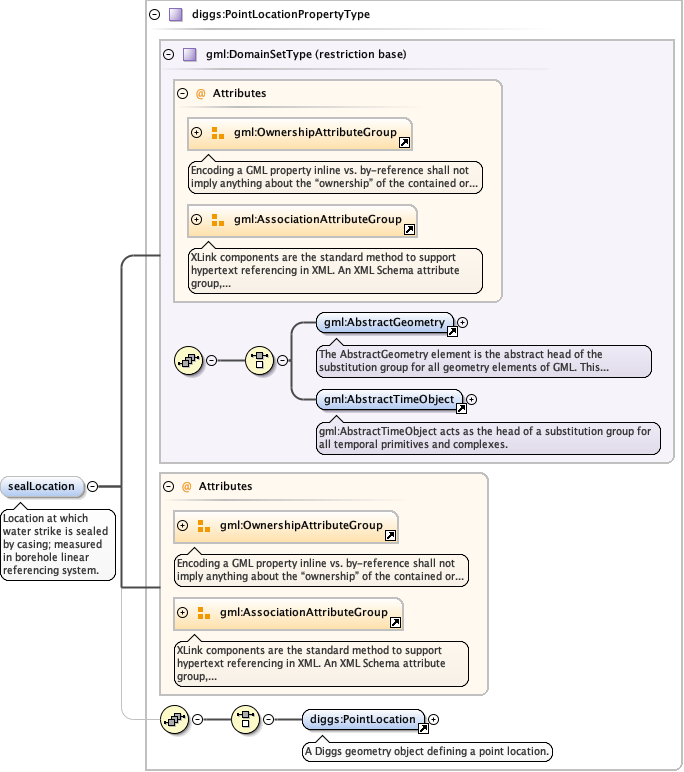 diggs:PointLocationPropertyType
gml:DomainSetType (restriction base)
@ Attributes
gml:OwnershipAttributeGroup
Encoding a GML property inline vs. by-reference shall not
imply anything about the “ownership” of the contained or...
gml:AssociationAttributeGroup
XLink components are the standard method to support
hypertext referencing in XML. An XML Schema attribute
group,...
gml:AbstractGeometry
The AbstractGeometry element is the abstract head of the
substitution group for all geometry elements of GML. This...
gml:AbstractTimeObject
gml:AbstractTimeObject acts as the head of a substitution group for
all temporal primitives and complexes.
sealLocation
Location at which
water strike is sealed
by casing; measured
in borehole linear
referencing system.
@ Attributes
gml:OwnershipAttributeGroup
Encoding a GML property inline vs. by-reference shall not
imply anything about the “ownership” of the contained or...
gml:AssociationAttributeGroup
XLink components are the standard method to support
hypertext referencing in XML. An XML Schema attribute
group,...
diggs:PointLocation
A Diggs geometry object defining a point location.